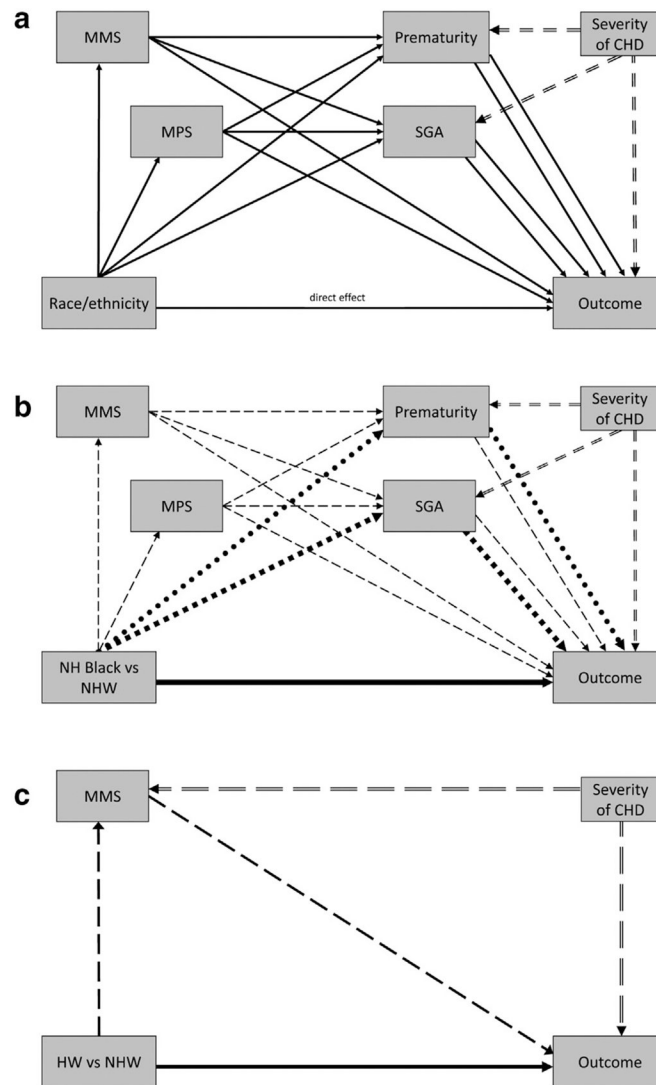 a
MMS
Prematurity
Severity
of CHD
MPS
SGA
Race/ethnicity
direct effect
Outcome
b
MMS
Prematurity
Severity
of CHD
MPS
SGA
NH Black vs
NHW
Outcome
c
MMS
Severity
of CHD
HW vs NHW
Outcome